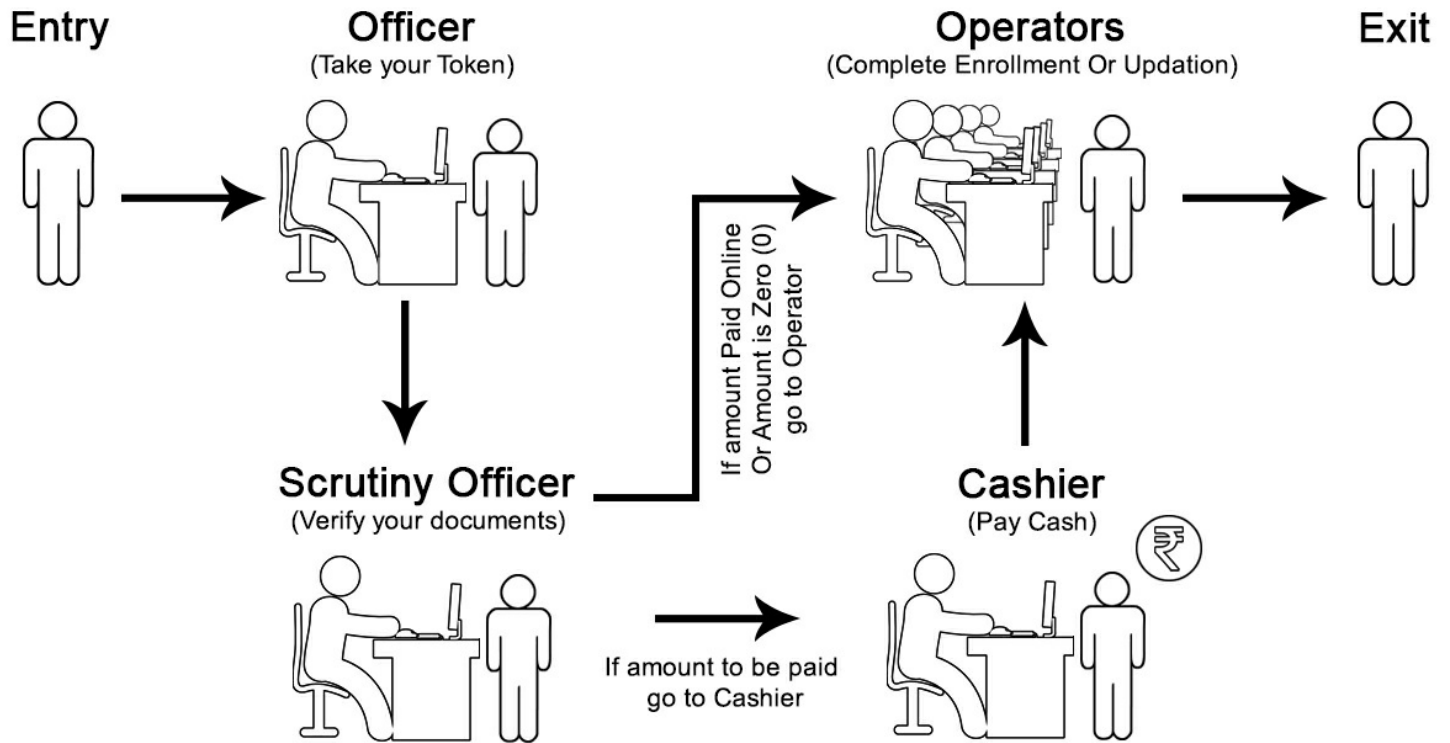 Entry
Officer
(Take your Token)
Operators
(Complete Enrollment Or Updation)
Exit
If amount Paid Online
Or Amount is Zero (0)
go to Operator
Scrutiny Officer
(Verify your documents)
If amount to be paid
go to Cashier
Cashier
(Pay Cash)
₹